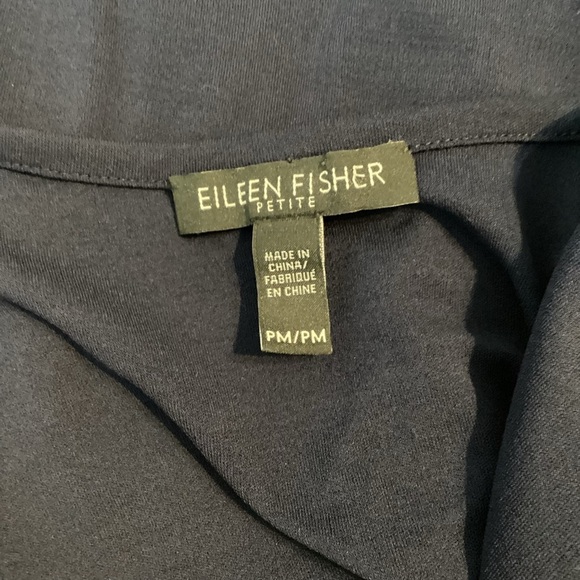 EILEEN FISHER
PETITE
MADE IN
CHINA/
FABRIQUÉ
EN CHINE
PM/PM